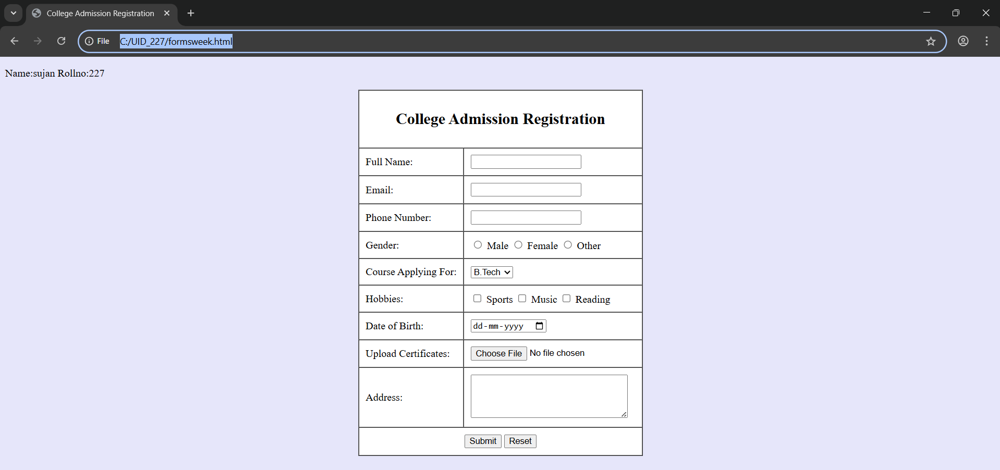 College Admission Registration
File C:/UID_227/formsweek.html
Name:sujan Rollno:227
College Admission Registration
Full Name:
Email:
Phone Number:
Gender: Male Female Other
Course Applying For: B.Tech
Hobbies: Sports Music Reading
Date of Birth: dd-mm-yyyy
Upload Certificates: Choose File No file chosen
Address:
Submit Reset